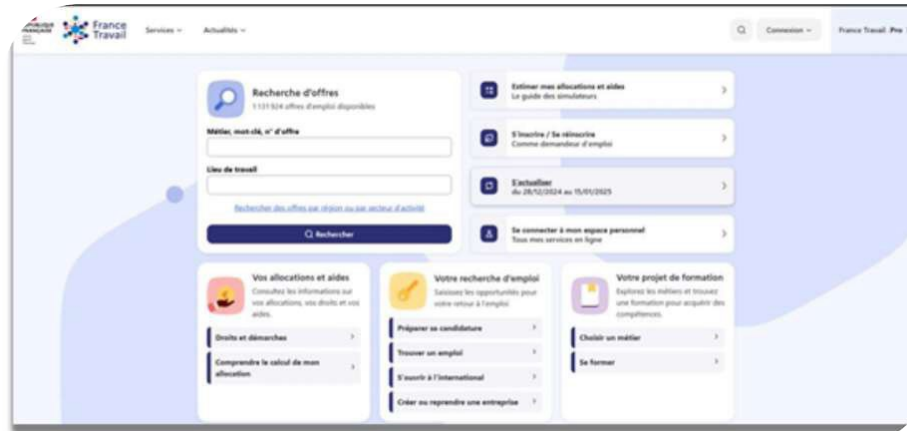 RÉPUBLIQUE
FRANÇAISE
France
Travail
Services
Actualités
Connexion
France Travail Pro
Recherche d'offres
1 131 924 offres d'emploi disponibles
Métier, mot-clé, n° d'offre
Lieu de travail
Rechercher des offres par région ou par secteur d'activité
Rechercher
Estimer mes allocations et aides
Le guide des simulateurs
S'inscrire / Se réinscrire
Comme demandeur d'emploi
S'actualiser
du 28/12/2024 au 15/01/2025
Se connecter à mon espace personnel
Tous mes services en ligne
Vos allocations et aides
Consultez les informations sur
vos allocations, vos droits et vos
aides.
Droits et démarches
Comprendre le calcul de mon
allocation
Votre recherche d'emploi
Saisissez les opportunités pour
votre retour à l'emploi
Préparer sa candidature
Trouver un emploi
S'ouvrir à l'international
Créer ou reprendre une entreprise
Votre projet de formation
Explorez les métiers et trouvez
une formation pour acquérir des
compétences.
Choisir un métier
Se former